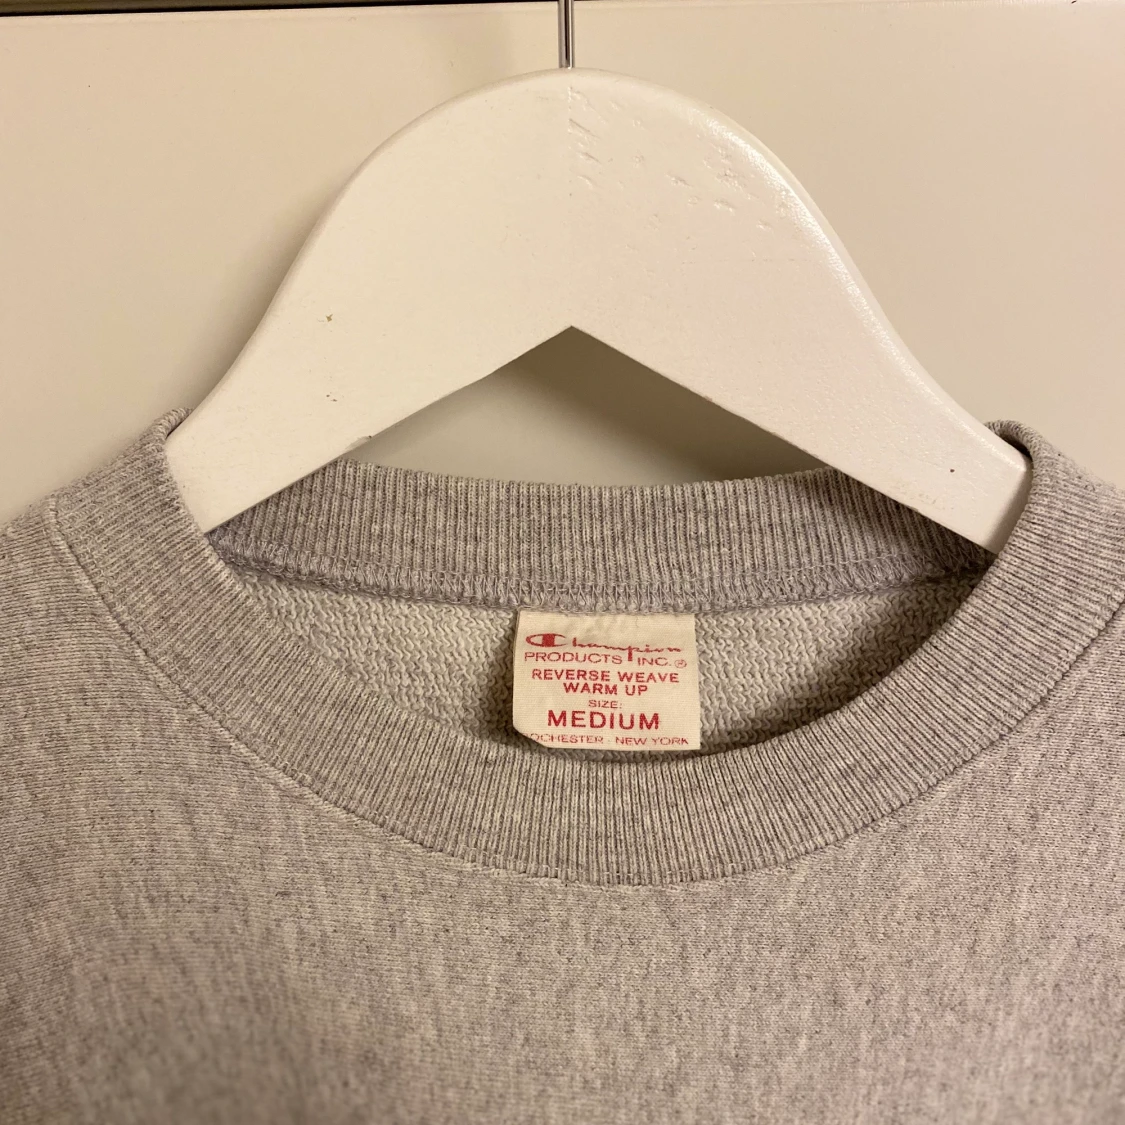 Champion
PRODUCTS INC.®
REVERSE WEAVE
WARM UP
SIZE:
MEDIUM
OCHESTER · NEW YORK